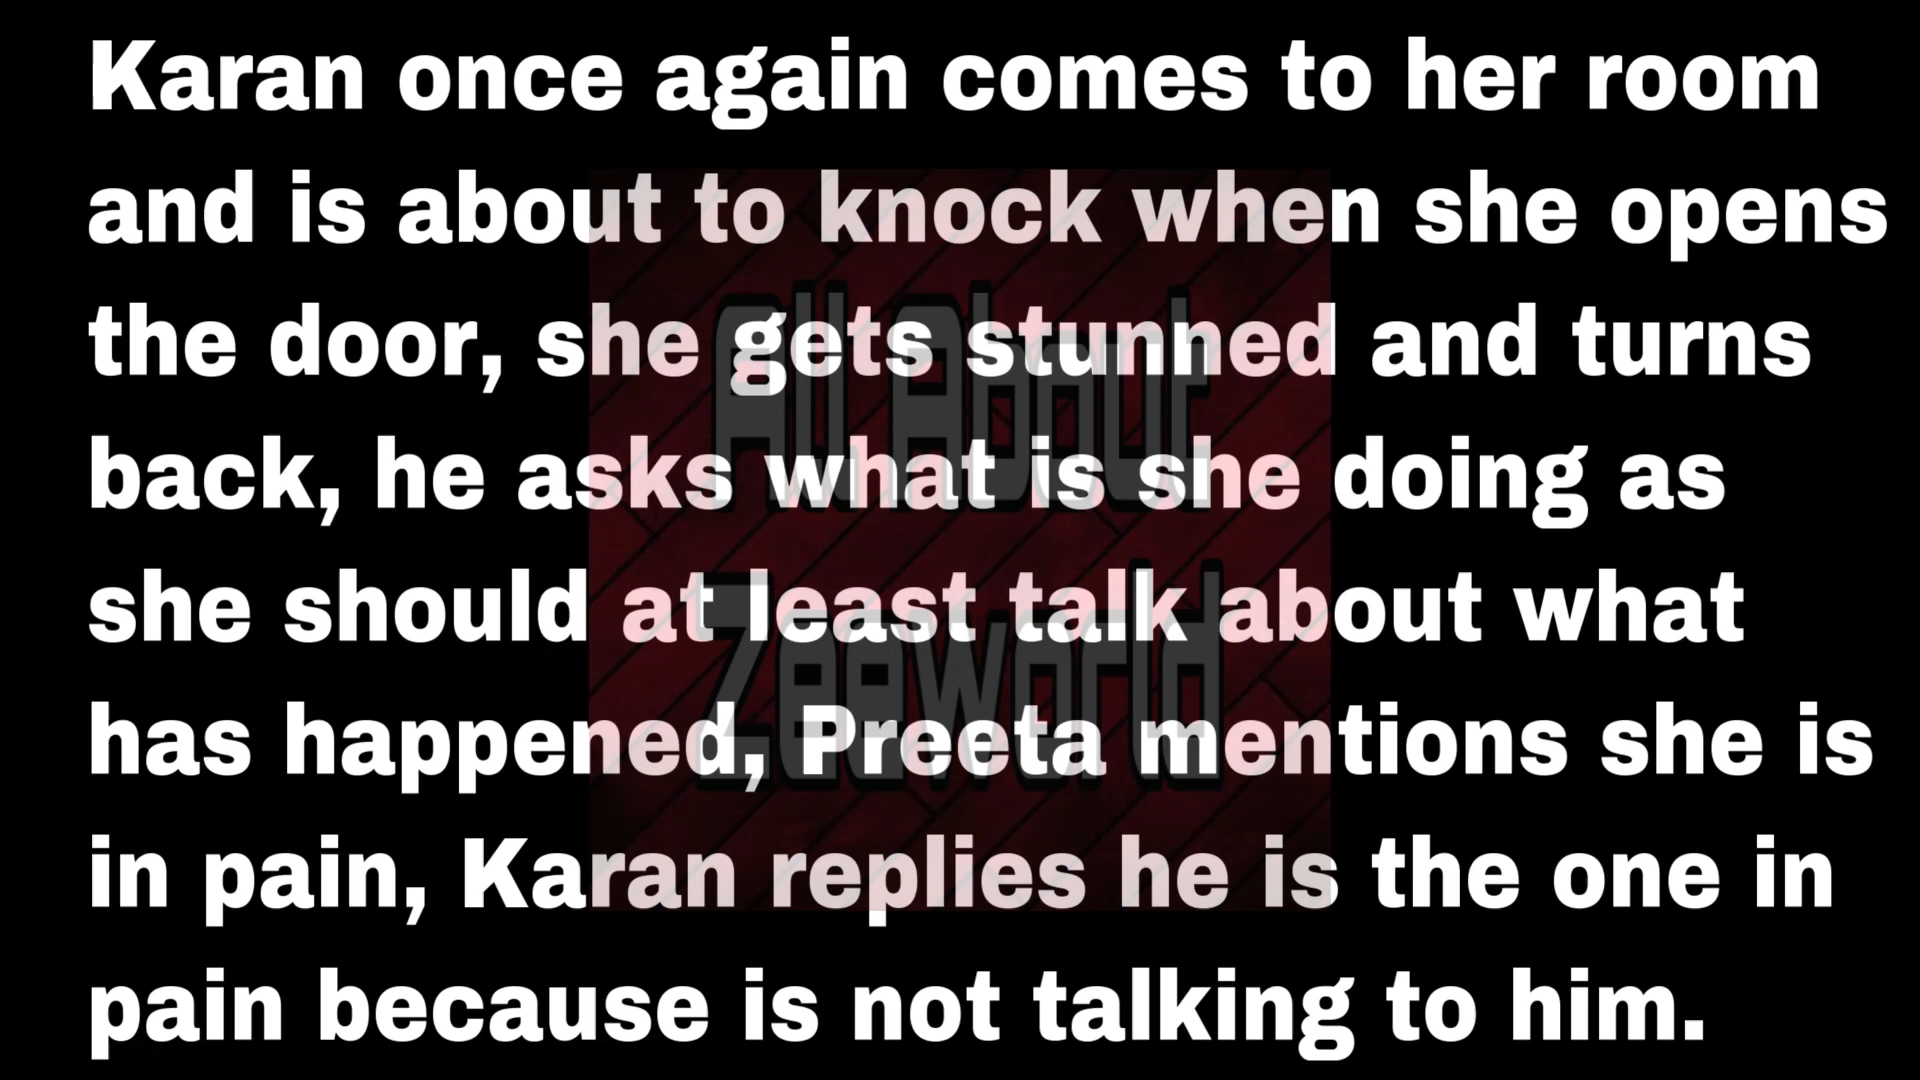 Karan once again comes to her room
and is about to knock when she opens
the door, she gets stunned and turns
back, he asks what is she doing as
she should at least talk about what
has happened, Preeta mentions she is
in pain, Karan replies he is the one in
pain because is not talking to him.
All About
Zeeworld